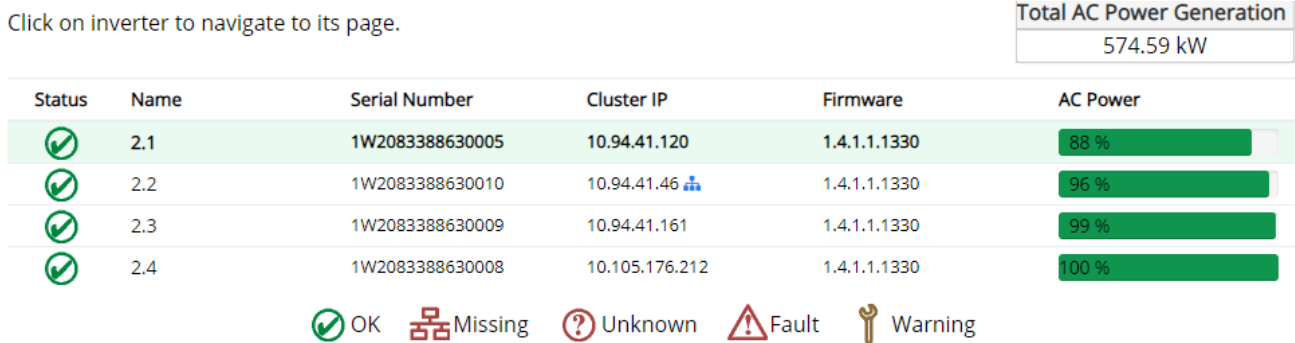 Click on inverter to navigate to its page.
Total AC Power Generation
574.59 kW
Status Name Serial Number Cluster IP Firmware AC Power
2.1 1W2083388630005 10.94.41.120 1.4.1.1.1330 88 %
2.2 1W2083388630010 10.94.41.46 1.4.1.1.1330 96 %
2.3 1W2083388630009 10.94.41.161 1.4.1.1.1330 99 %
2.4 1W2083388630008 10.105.176.212 1.4.1.1.1330 100 %
OK Missing Unknown Fault Warning